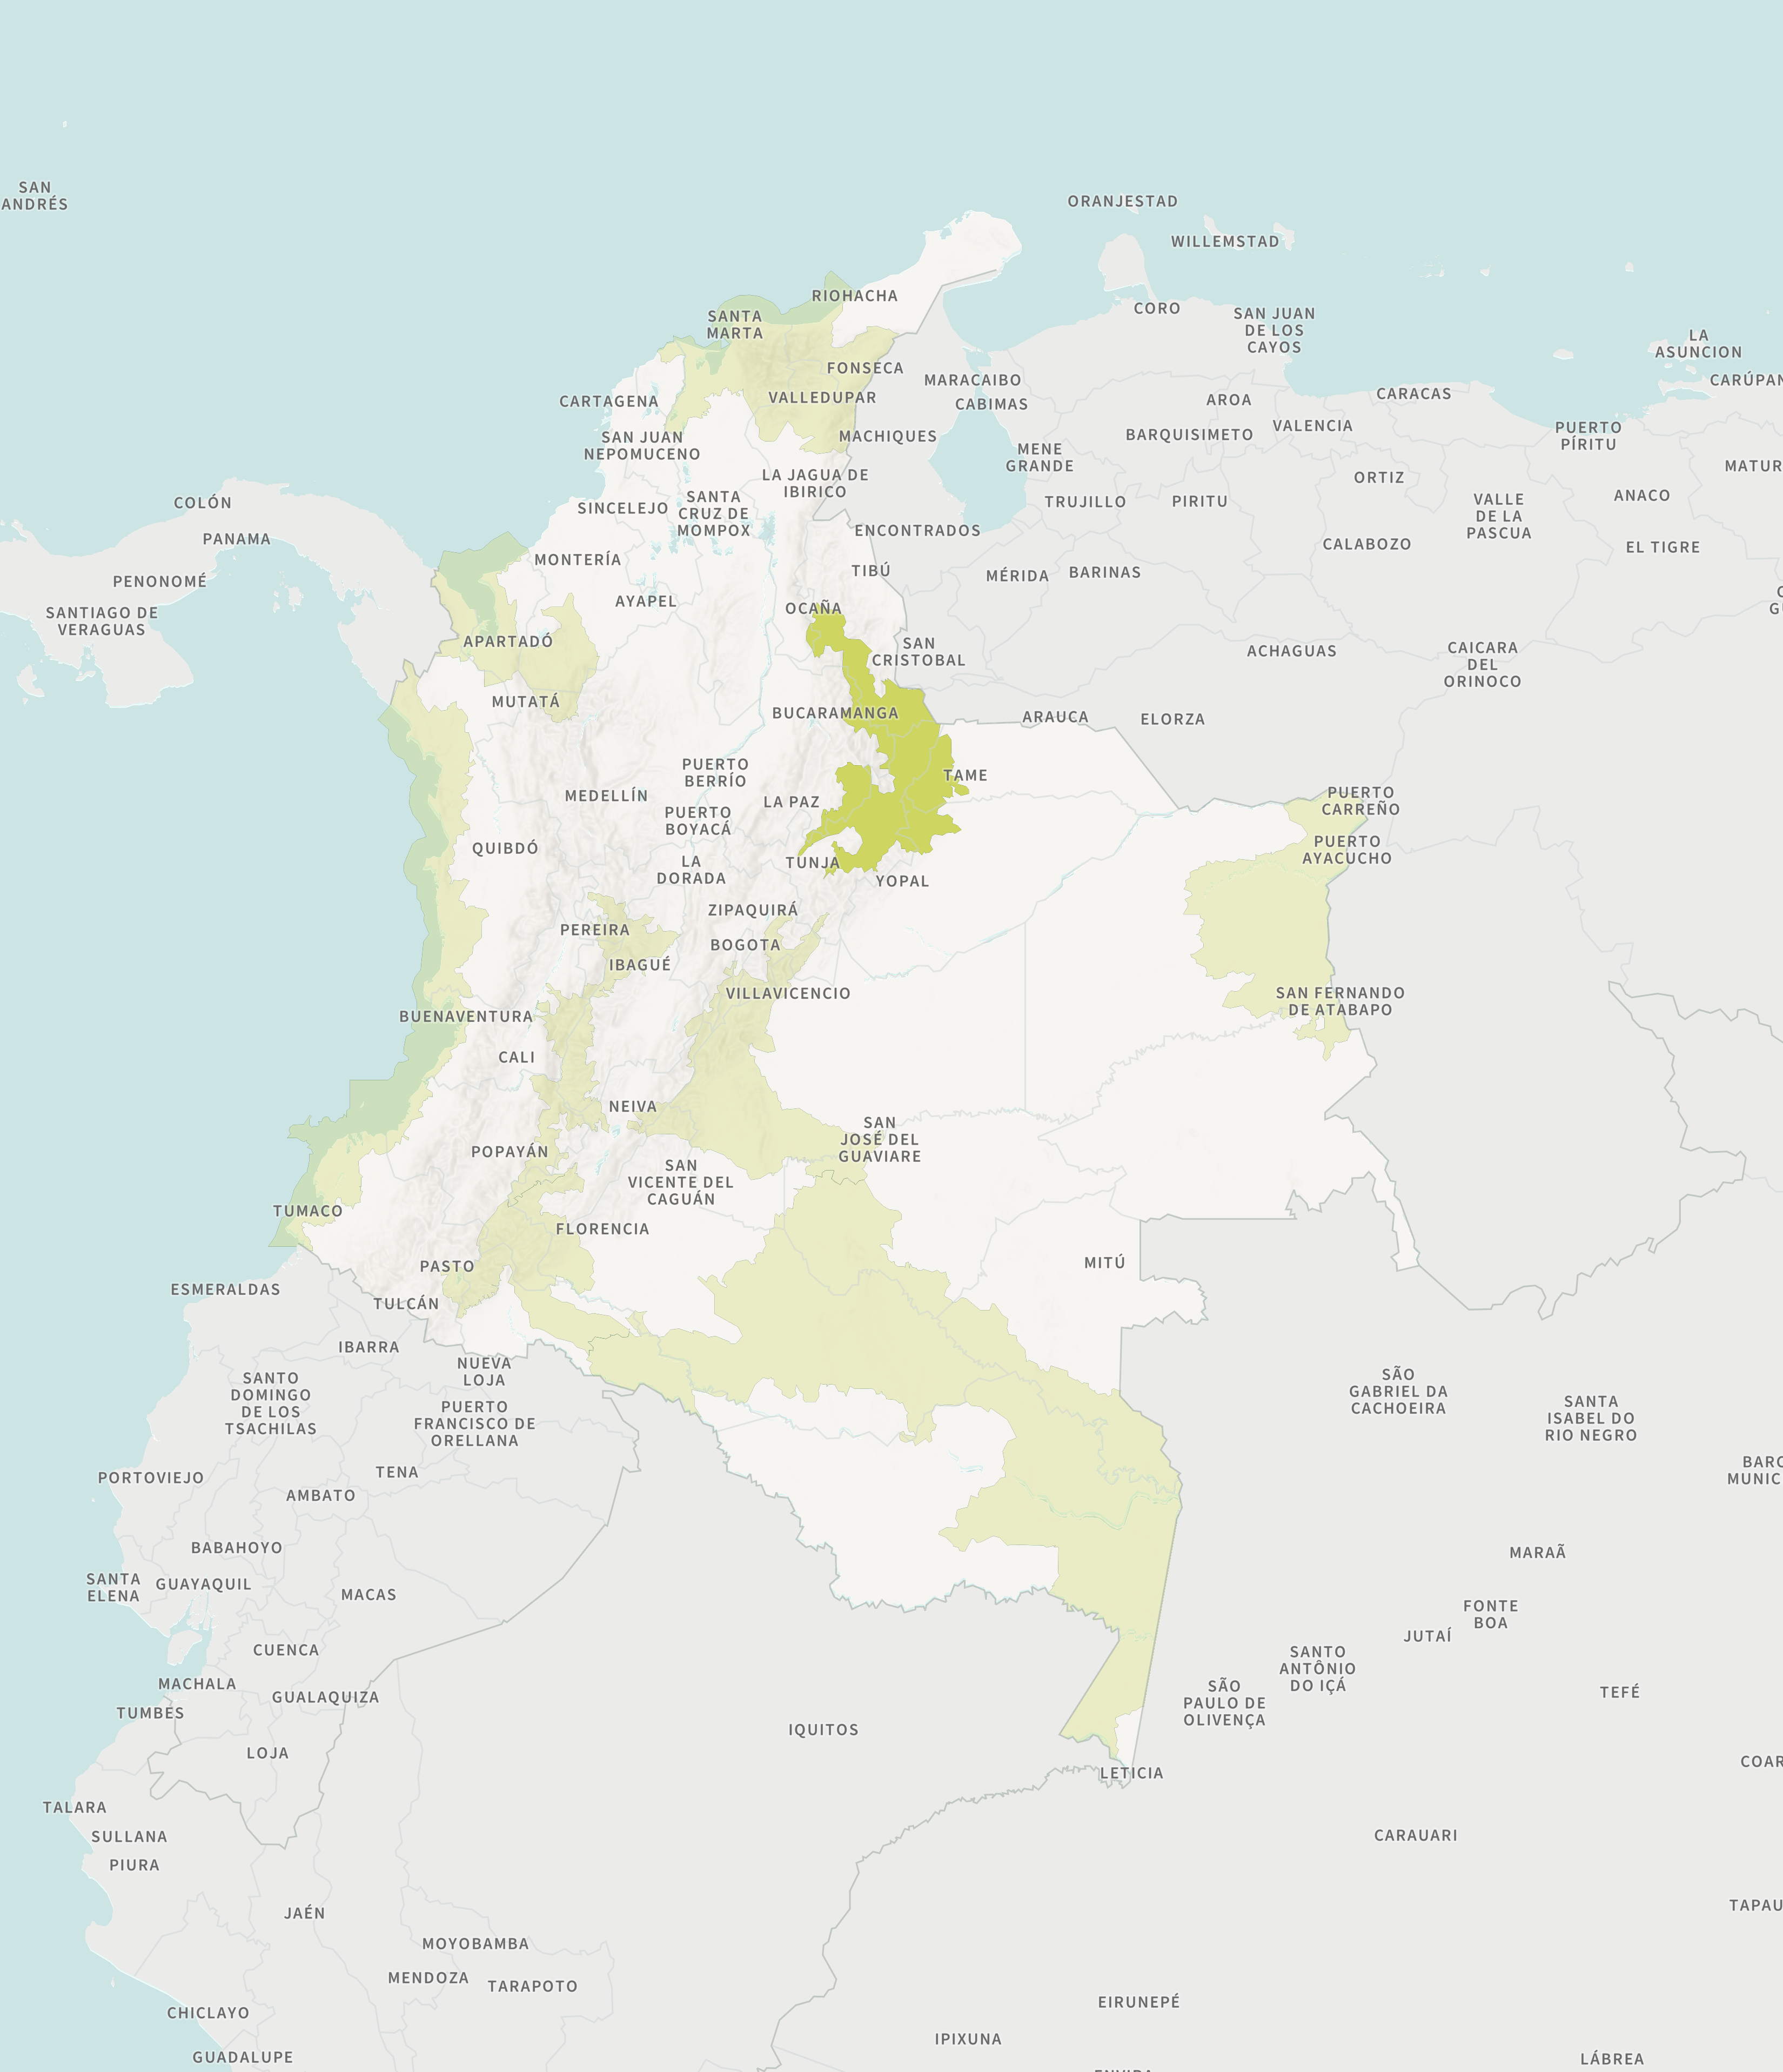 SAN
ANDRÉS
ORANJESTAD
WILLEMSTAD
RIOHACHA
CORO
SANTA
MARTA
SAN JUAN
DE LOS
CAYOS
LA
ASUNCION
FONSECA
MARACAIBO
CARÚPAN
VALLEDUPAR
CABIMAS
AROA
CARACAS
CARTAGENA
MACHIQUES
BARQUISIMETO
VALENCIA
PUERTO
PÍRITU
SAN JUAN
NEPOMUCENO
MENE
GRANDE
MATUR
LA JAGUA DE
IBIRICO
ORTIZ
COLÓN
SINCELEJO
SANTA
CRUZ DE
MOMPOX
TRUJILLO
PIRITU
VALLE
DE LA
PASCUA
ANACO
PANAMA
ENCONTRADOS
CALABOZO
EL TIGRE
MONTERÍA
PENONOMÉ
TIBÚ
MÉRIDA
BARINAS
C
GU
SANTIAGO DE
VERAGUAS
AYAPEL
OCAÑA
APARTADÓ
SAN
CRISTOBAL
ACHAGUAS
CAICARA
DEL
ORINOCO
MUTATÁ
BUCARAMANGA
ARAUCA
ELORZA
PUERTO
BERRÍO
TAME
MEDELLÍN
LA PAZ
PUERTO
CARREÑO
PUERTO
BOYACÁ
QUIBDÓ
PUERTO
AYACUCHO
LA
DORADA
TUNJA
YOPAL
ZIPAQUIRÁ
PEREIRA
BOGOTA
IBAGUÉ
VILLAVICENCIO
SAN FERNANDO
DE ATABAPO
BUENAVENTURA
CALI
NEIVA
SAN
JOSÉ DEL
GUAVIARE
POPAYÁN
SAN
VICENTE DEL
CAGUÁN
TUMACO
FLORENCIA
PASTO
MITÚ
ESMERALDAS
TULCÁN
IBARRA
NUEVA
LOJA
SANTO
DOMINGO
DE LOS
TSACHILAS
SÃO
GABRIEL DA
CACHOEIRA
PUERTO
FRANCISCO DE
ORELLANA
SANTA
ISABEL DO
RIO NEGRO
PORTOVIEJO
TENA
BARC
MUNIC
AMBATO
BABAHOYO
MARAÃ
SANTA
ELENA
GUAYAQUIL
MACAS
FONTE
BOA
JUTAÍ
CUENCA
SANTO
ANTÔNIO
DO IÇÁ
MACHALA
GUALAQUIZA
SÃO
PAULO DE
OLIVENÇA
TEFÉ
TUMBES
IQUITOS
LOJA
COAR
LETICIA
TALARA
SULLANA
CARAUARI
PIURA
TAPAU
JAÉN
MOYOBAMBA
MENDOZA
TARAPOTO
EIRUNEPÉ
CHICLAYO
IPIXUNA
GUADALUPE
LÁBREA